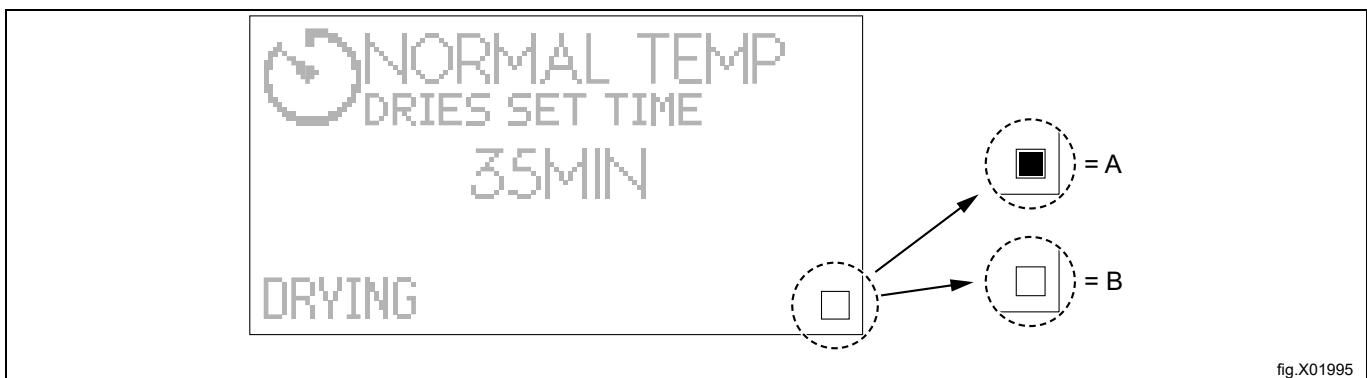 NORMAL TEMP
DRIES SET TIME
35MIN
DRYING
= A
= B
fig.X01995